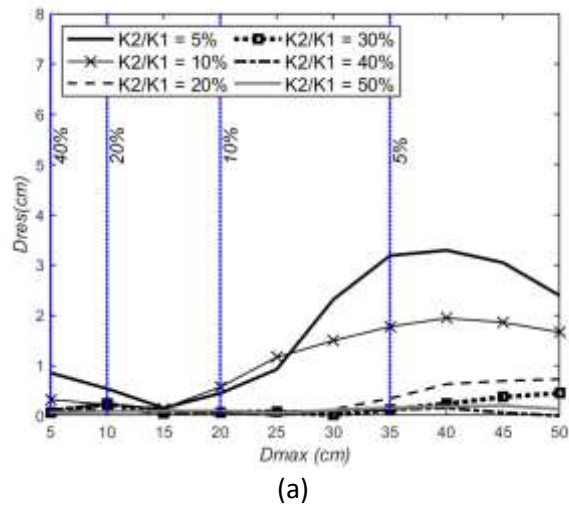 8
7
6
5
4
3
2
1
0
Dres(cm)
K2/K1 = 5%
K2/K1 = 10%
K2/K1 = 20%
K2/K1 = 30%
K2/K1 = 40%
K2/K1 = 50%
40%
20%
10%
5%
5 10 15 20 25 30 35 40 45 50
Dmax (cm)
(a)